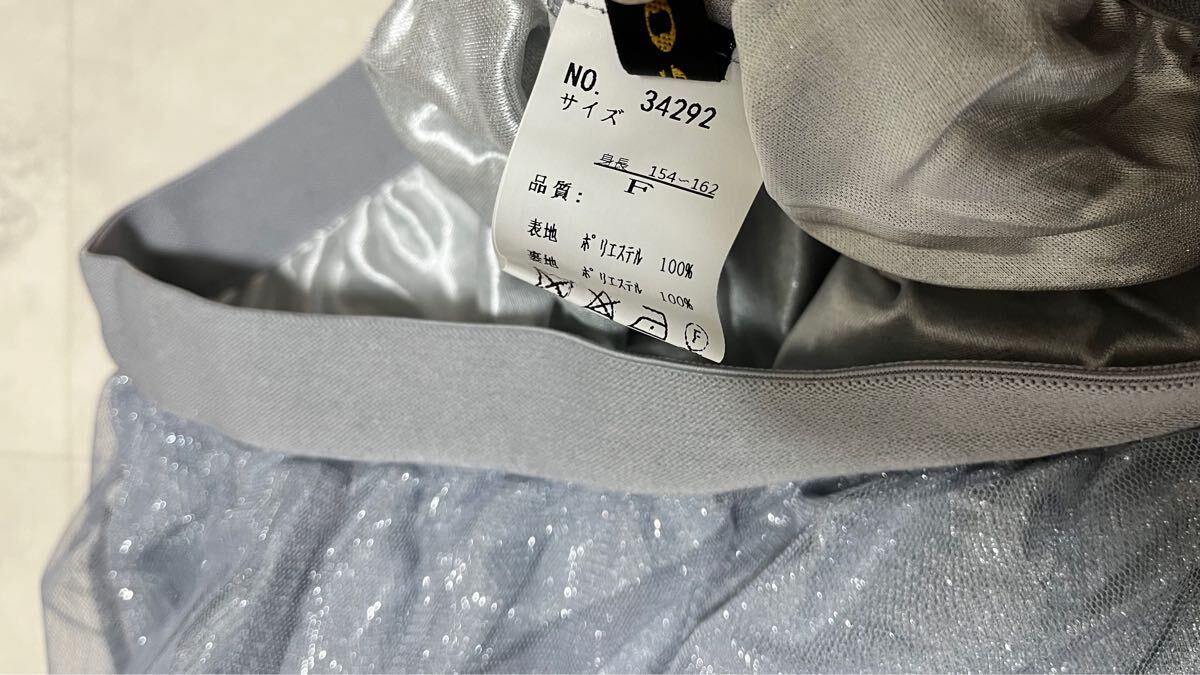 NO. 34292
サイズ
身長 154-162
F
品質:
表地 ポリエステル 100%
裏地 ポリエステル 100%
F